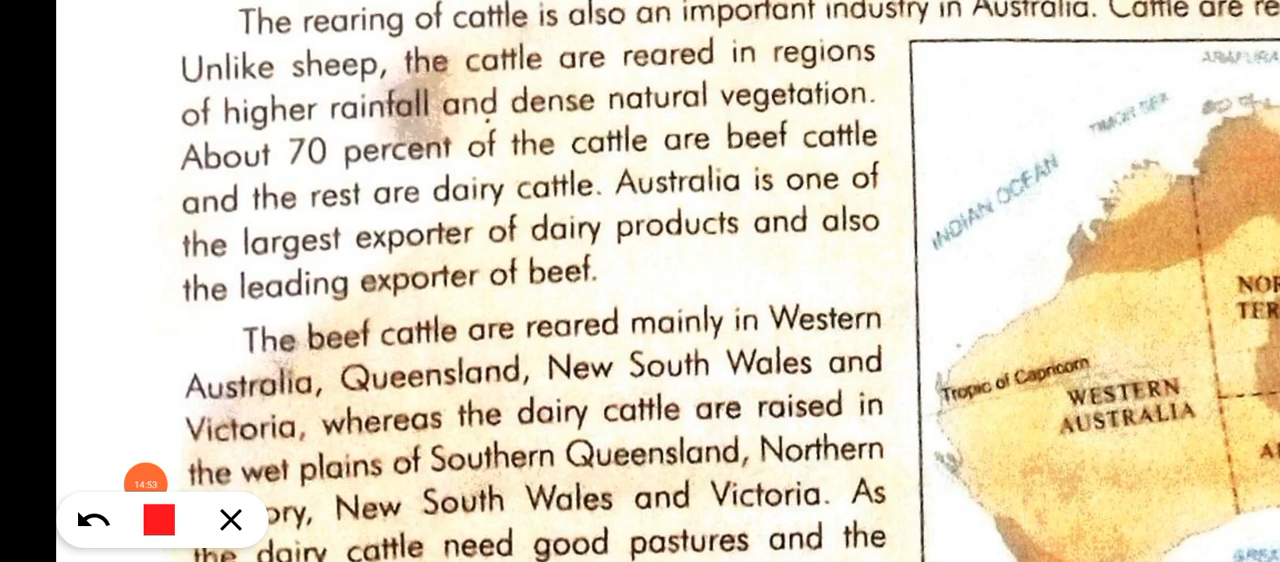 The rearing of cattle is also an important industry in Australia. Cattle are re
Unlike sheep, the cattle are reared in regions
of higher rainfall and dense natural vegetation.
About 70 percent of the cattle are beef cattle
and the rest are dairy cattle. Australia is one of
the largest exporter of dairy products and also
the leading exporter of beef.
The beef cattle are reared mainly in Western
Australia, Queensland, New South Wales and
Victoria, whereas the dairy cattle are raised in
the wet plains of Southern Queensland, Northern
ory, New South Wales and Victoria. As
the dairy cattle need good pastures and the
14:53
ARAFURA
TIMOR SEA
INDIAN OCEAN
NOR
TER
Tropic of Capricorn
WESTERN
AUSTRALIA